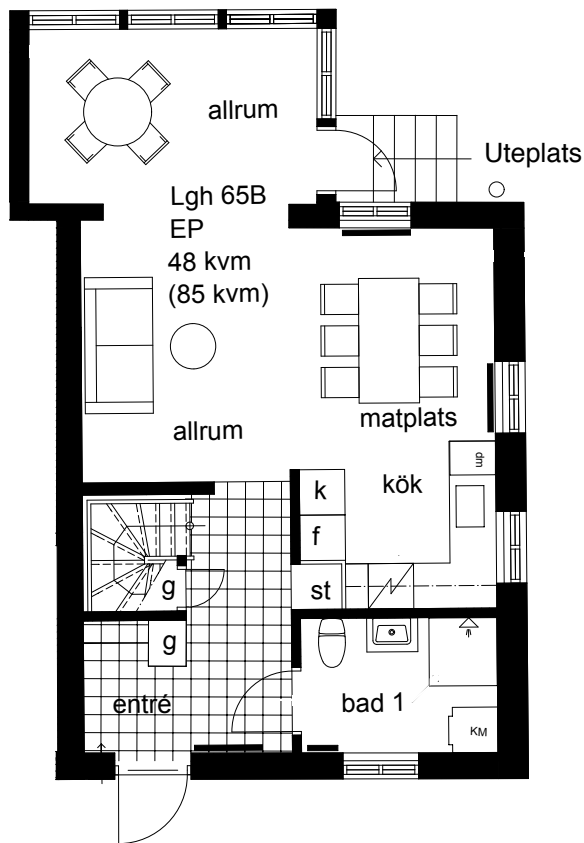 allrum
Uteplats
Lgh 65B
EP
48 kvm
(85 kvm)
allrum
matplats
dm
k
kök
f
g
st
g
entré
bad 1
KM